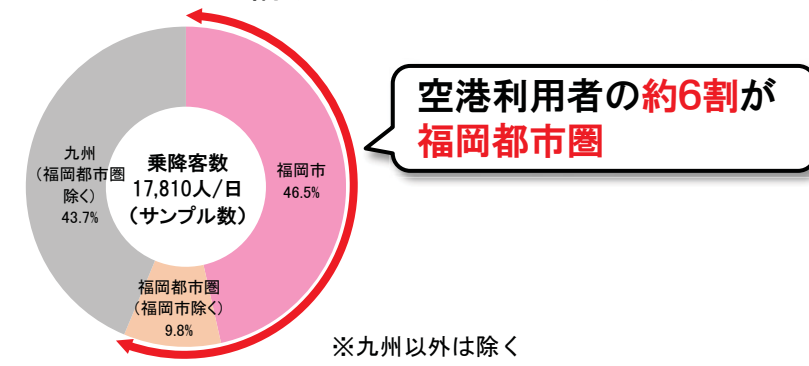 空港利用者の約6割が
福岡都市圏
九州
（福岡都市圏
除く）
43.7%
乗降客数
17,810人/日
（サンプル数）
福岡市
46.5%
福岡都市圏
（福岡市除く）
9.8%
※九州以外は除く